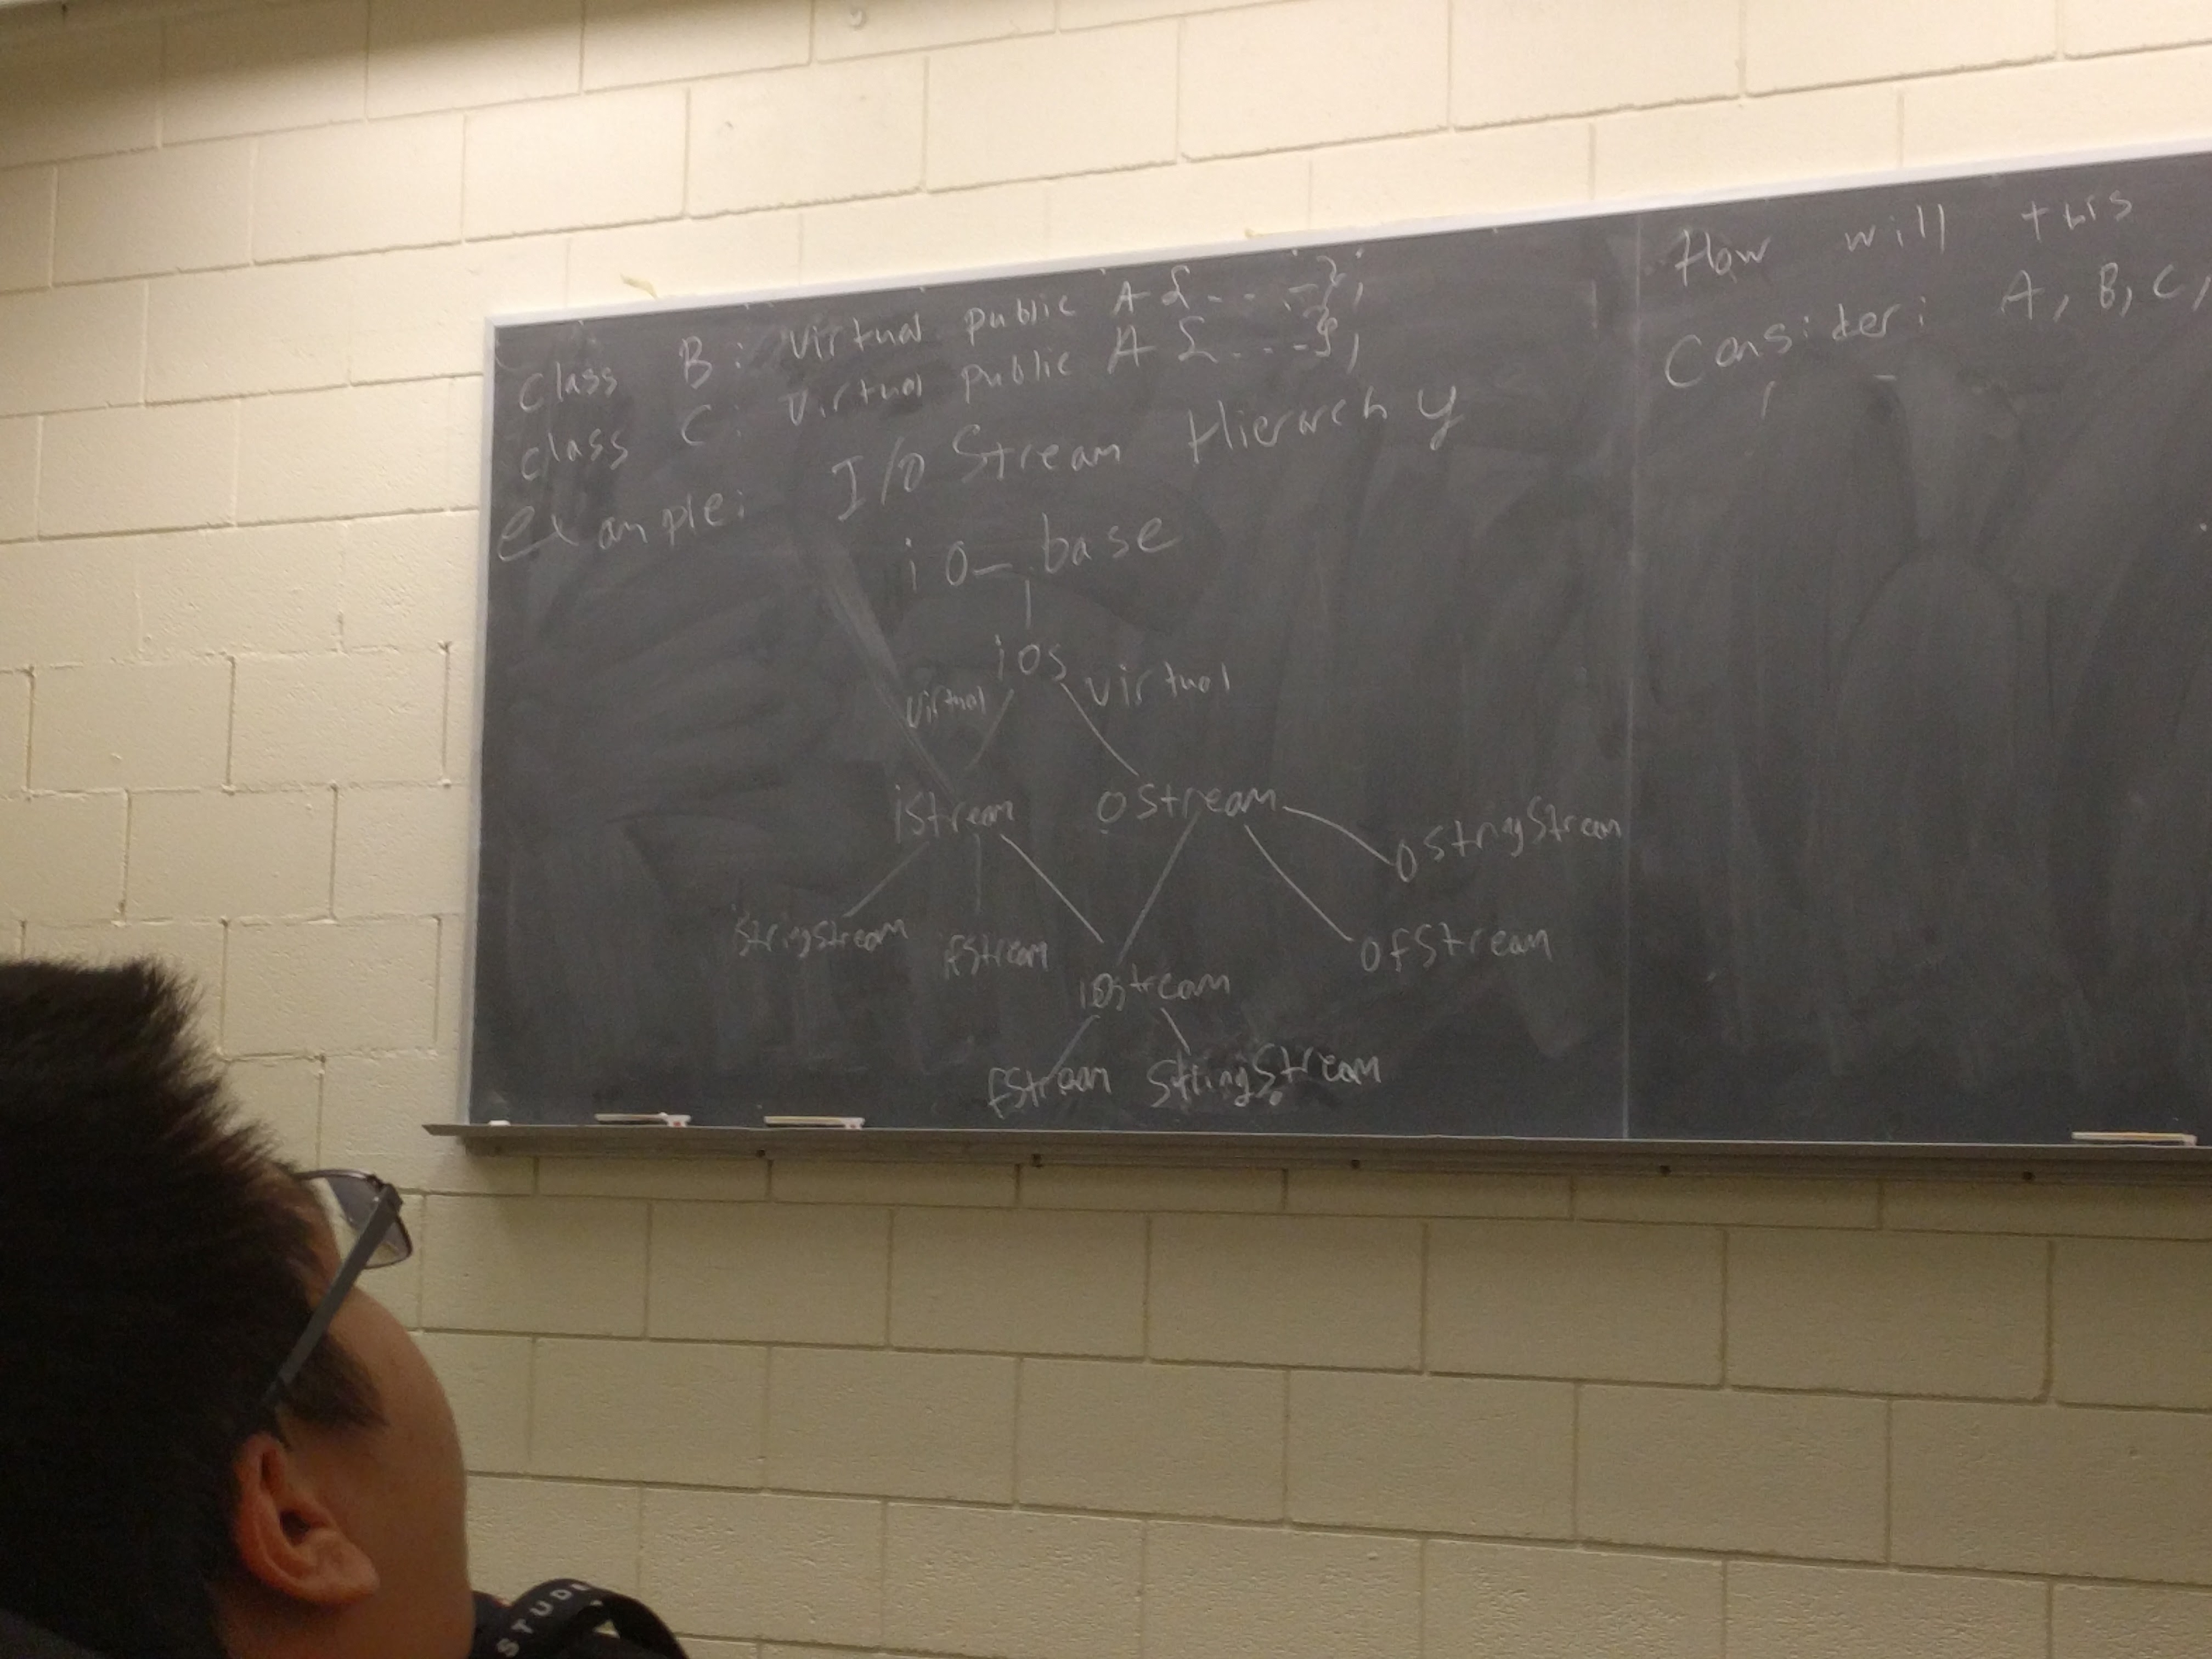 class B: virtual public A {...};
class C: virtual public A {...};
example: I/O Stream Hierarchy
io_base
ios
virtual virtual
istream ostream
ostringstream
istringstream ifstream ofstream
iostream
fstream stringstream
How will this
Consider: A, B, C,
STUD